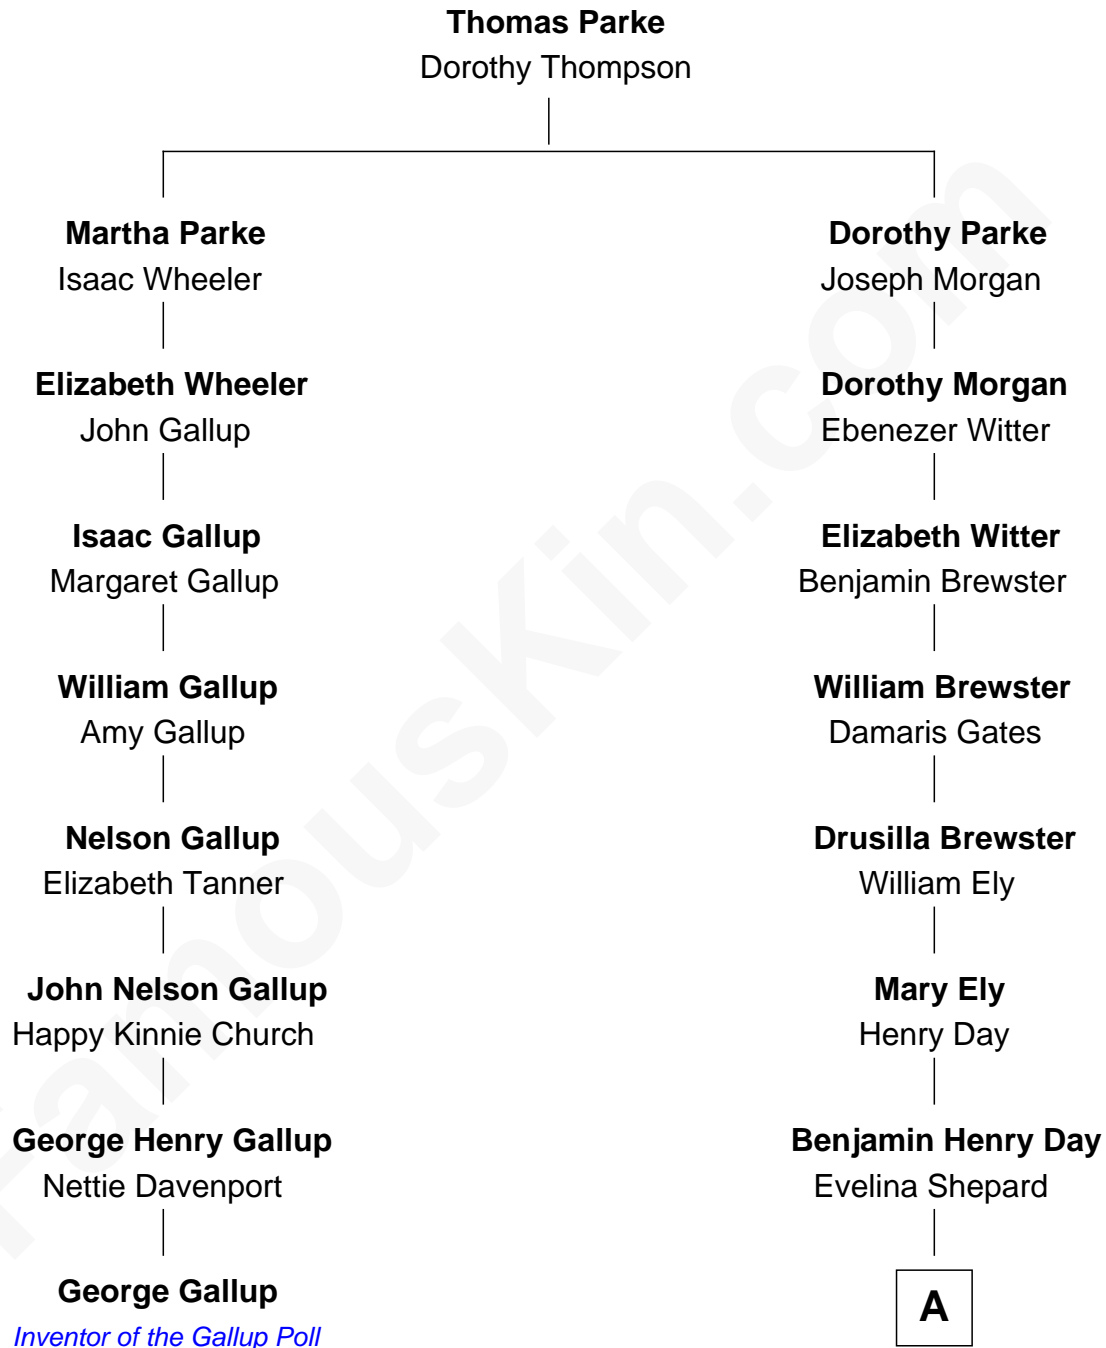 Thomas Parke
Dorothy Thompson
Martha Parke
Isaac Wheeler
Dorothy Parke
Joseph Morgan
Elizabeth Wheeler
John Gallup
Dorothy Morgan
Ebenezer Witter
Isaac Gallup
Margaret Gallup
Elizabeth Witter
Benjamin Brewster
William Gallup
Amy Gallup
William Brewster
Damaris Gates
Nelson Gallup
Elizabeth Tanner
Drusilla Brewster
William Ely
John Nelson Gallup
Happy Kinnie Church
Mary Ely
Henry Day
George Henry Gallup
Nettie Davenport
Benjamin Henry Day
Evelina Shepard
George Gallup
Inventor of the Gallup Poll
A
FamousKin.com